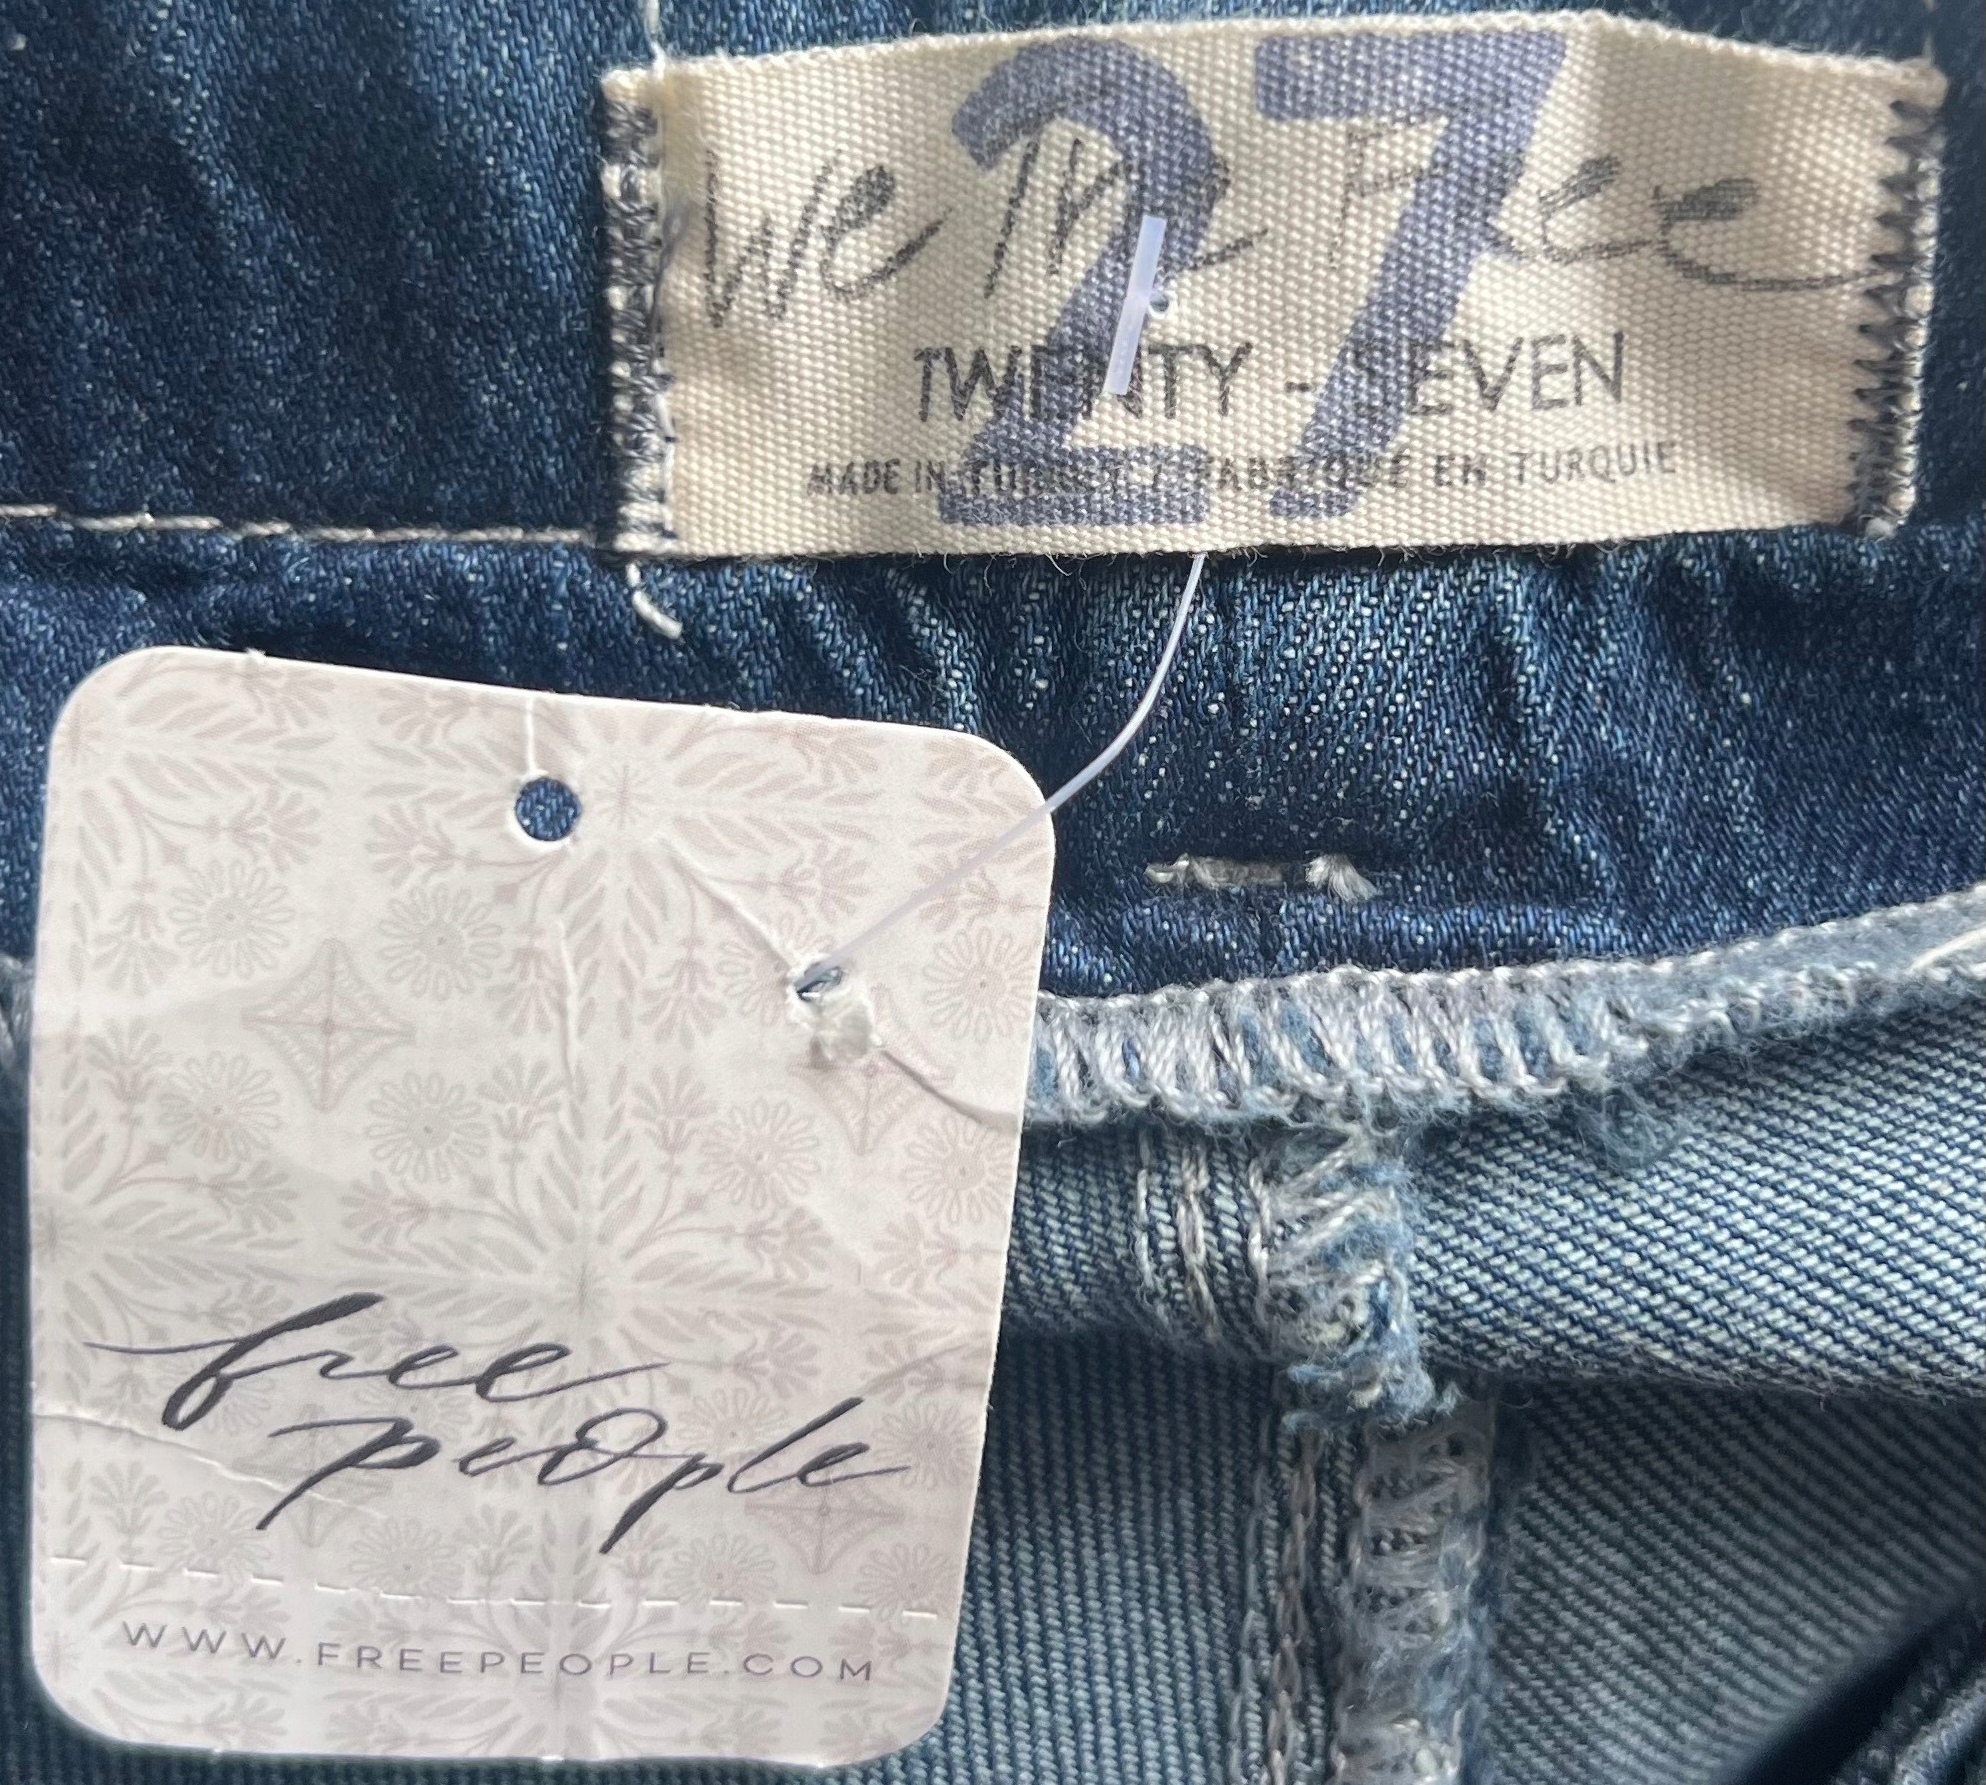 27
We The Free
TWENTY - SEVEN
MADE IN TURKEY / FABRIQUÉ EN TURQUIE
free
people
WWW.FREEPEOPLE.COM